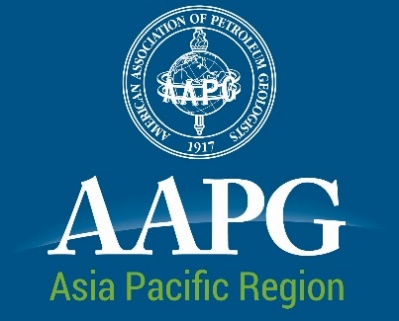 AMERICAN ASSOCIATION OF PETROLEUM GEOLOGISTS
AAPG
1917
AAPG
Asia Pacific Region